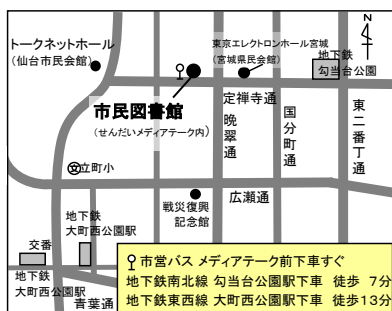 トークネットホール
（仙台市民会館）
東京エレクトロンホール宮城
（宮城県民会館）
地下鉄
勾当台公園
N
市民図書館
（せんだいメディアテーク内）
定禅寺通
晩翠通
国分町通
東二番丁通
文
立町小
戦災復興
記念館
広瀬通
地下鉄
大町西公園駅
交番
地下鉄
大町西公園駅
青葉通
市営バス メディアテーク前下車すぐ
地下鉄南北線 勾当台公園駅下車 徒歩 7分
地下鉄東西線 大町西公園駅下車 徒歩13分